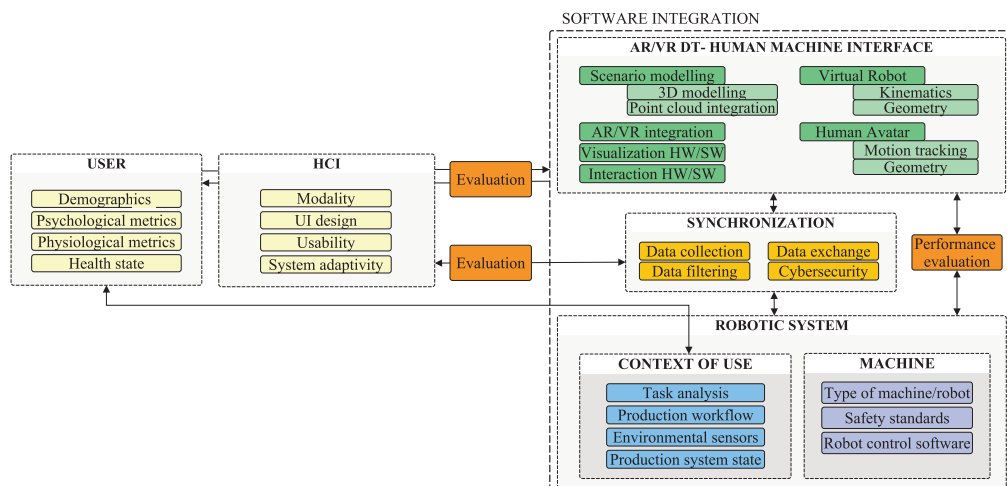 SOFTWARE INTEGRATION
AR/VR DT- HUMAN MACHINE INTERFACE
Scenario modelling
3D modelling
Point cloud integration
AR/VR integration
Visualization HW/SW
Interaction HW/SW
Virtual Robot
Kinematics
Geometry
Human Avatar
Motion tracking
Geometry
USER
Demographics
Psychological metrics
Physiological metrics
Health state
HCI
Modality
UI design
Usability
System adaptivity
Evaluation
Evaluation
SYNCHRONIZATION
Data collection
Data filtering
Data exchange
Cybersecurity
Performance
evaluation
ROBOTIC SYSTEM
CONTEXT OF USE
Task analysis
Production workflow
Environmental sensors
Production system state
MACHINE
Type of machine/robot
Safety standards
Robot control software